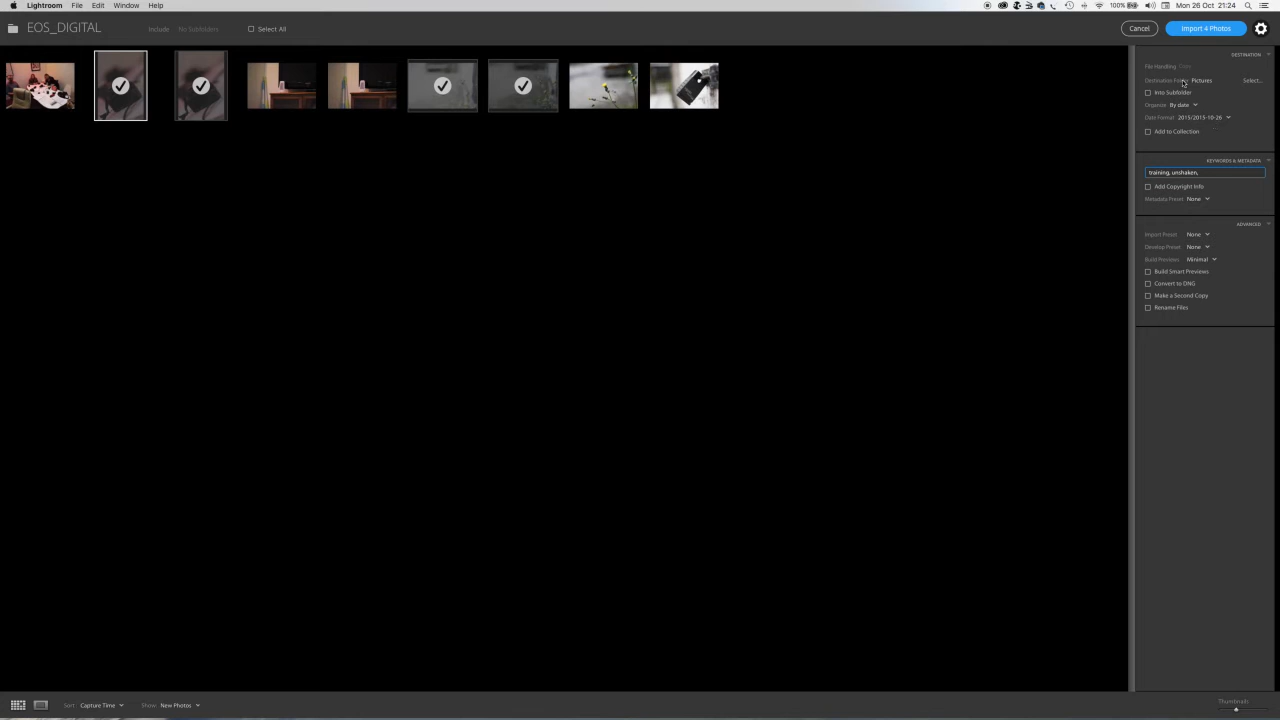 Lightroom File Edit Window Help 100% Mon 26 Oct 21:24
EOS_DIGITAL Include No Subfolders Select All Cancel Import 4 Photos
DESTINATION
File Handling
Destination Pictures Select...
Into Subfolder
Organise By date
Date Format 2015/2015-10-26
Add to Collection
KEYWORDS & METADATA
training, unshaken,
Add Copyright Info
Metadata Preset None
ADVANCED
Import Preset None
Develop Preset None
Build Previews Minimal
Build Smart Previews
Convert to DNG
Make a Second Copy
Rename Files
Sort Capture Time Show New Photos Thumbnails